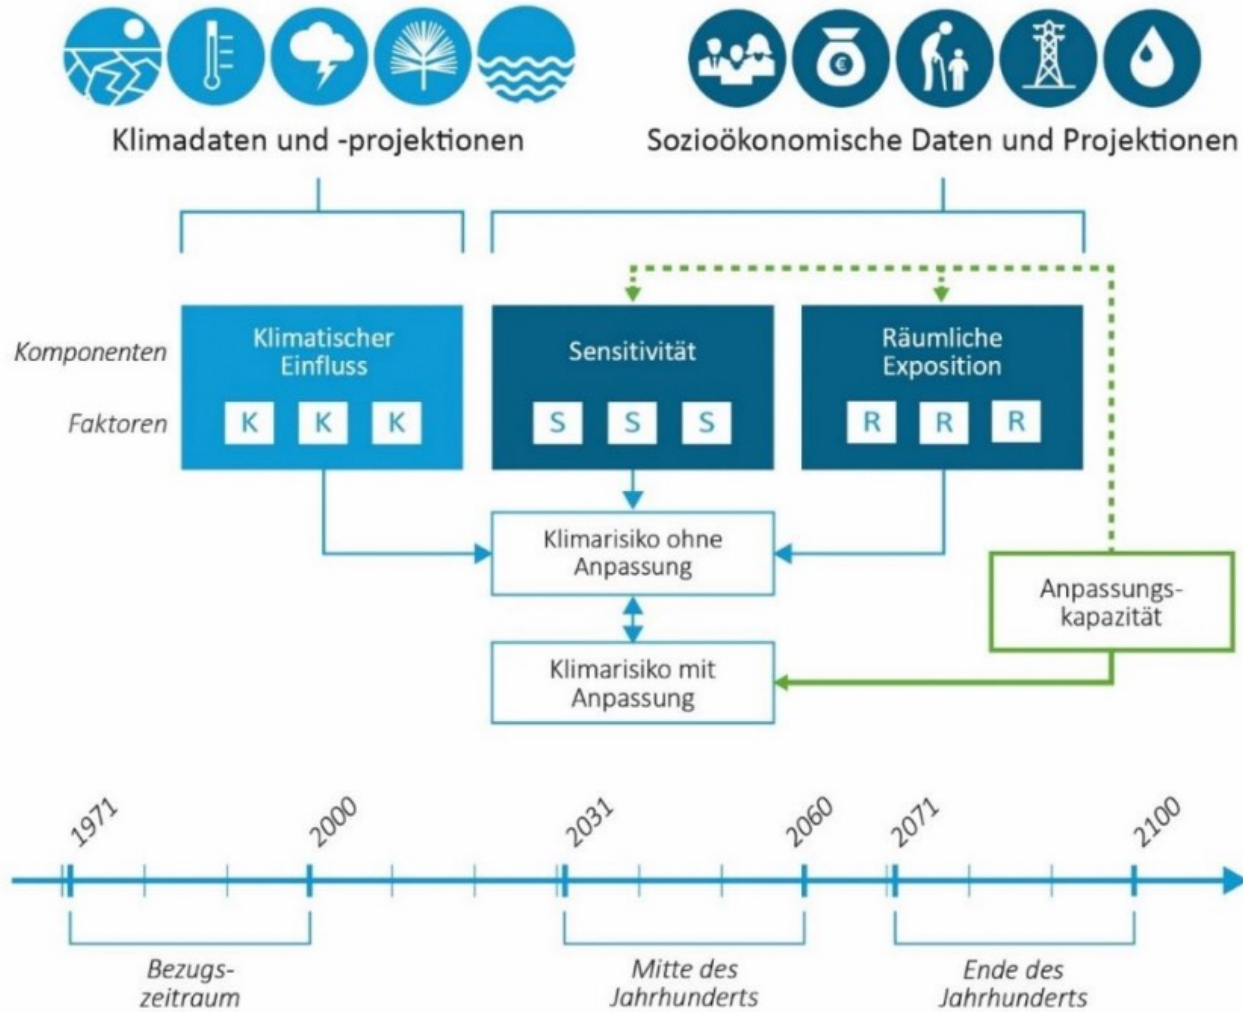 €
Klimadaten und -projektionen
Sozioökonomische Daten und Projektionen
Komponenten
Klimatischer
Einfluss
Sensitivität
Räumliche
Exposition
Faktoren
K K K
S S S
R R R
Klimarisiko ohne
Anpassung
Anpassungs-
kapazität
Klimarisiko mit
Anpassung
1971
2000
2031
2060
2071
2100
Bezugs-
zeitraum
Mitte des
Jahrhunderts
Ende des
Jahrhunderts